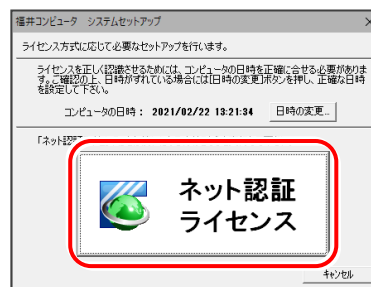 福井コンピュータ システムセットアップ
ライセンス方式に応じて必要なセットアップを行います。
ライセンスを正しく認識させるためには、コンピュータの日時を正確に合せる必要がありま
す。ご確認の上、日時がずれている場合には[日時の変更]ボタンを押し、正確な日時
を設定して下さい。
コンピュータの日時： 2021/02/22 13:21:34 日時の変更...
「ネット認証
ネット認証
ライセンス
キャンセル